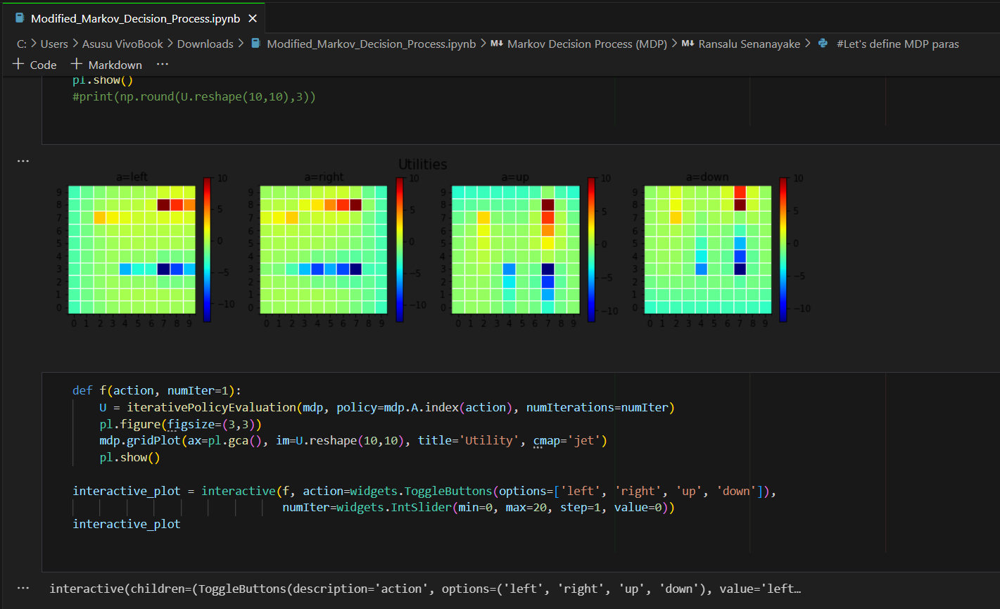 Modified_Markov_Decision_Process.ipynb
C: > Users > Asusu VivoBook > Downloads > Modified_Markov_Decision_Process.ipynb > M↓ Markov Decision Process (MDP) > M↓ Ransalu Senanayake > #Let's define MDP paras
+ Code + Markdown ...
pl.show()
#print(np.round(U.reshape(10,10),3))
...
Utilities
a=left a=right a=up a=down
10 10 10 10
9 9 9 9
8 8 8 8
7 5 7 5 7 5 7 5
6 6 6 6
5 0 5 0 5 0 5 0
4 4 4 4
3 −5 3 −5 3 −5 3 −5
2 2 2 2
1 −10 1 −10 1 −10 1 −10
0 0 0 0
0 1 2 3 4 5 6 7 8 9 0 1 2 3 4 5 6 7 8 9 0 1 2 3 4 5 6 7 8 9 0 1 2 3 4 5 6 7 8 9
def f(action, numIter=1):
    U = iterativePolicyEvaluation(mdp, policy=mdp.A.index(action), numIterations=numIter)
    pl.figure(figsize=(3,3))
    mdp.gridPlot(ax=pl.gca(), im=U.reshape(10,10), title='Utility', cmap='jet')
    pl.show()
interactive_plot = interactive(f, action=widgets.ToggleButtons(options=['left', 'right', 'up', 'down']),
                               numIter=widgets.IntSlider(min=0, max=20, step=1, value=0))
interactive_plot
... interactive(children=(ToggleButtons(description='action', options=('left', 'right', 'up', 'down'), value='left…